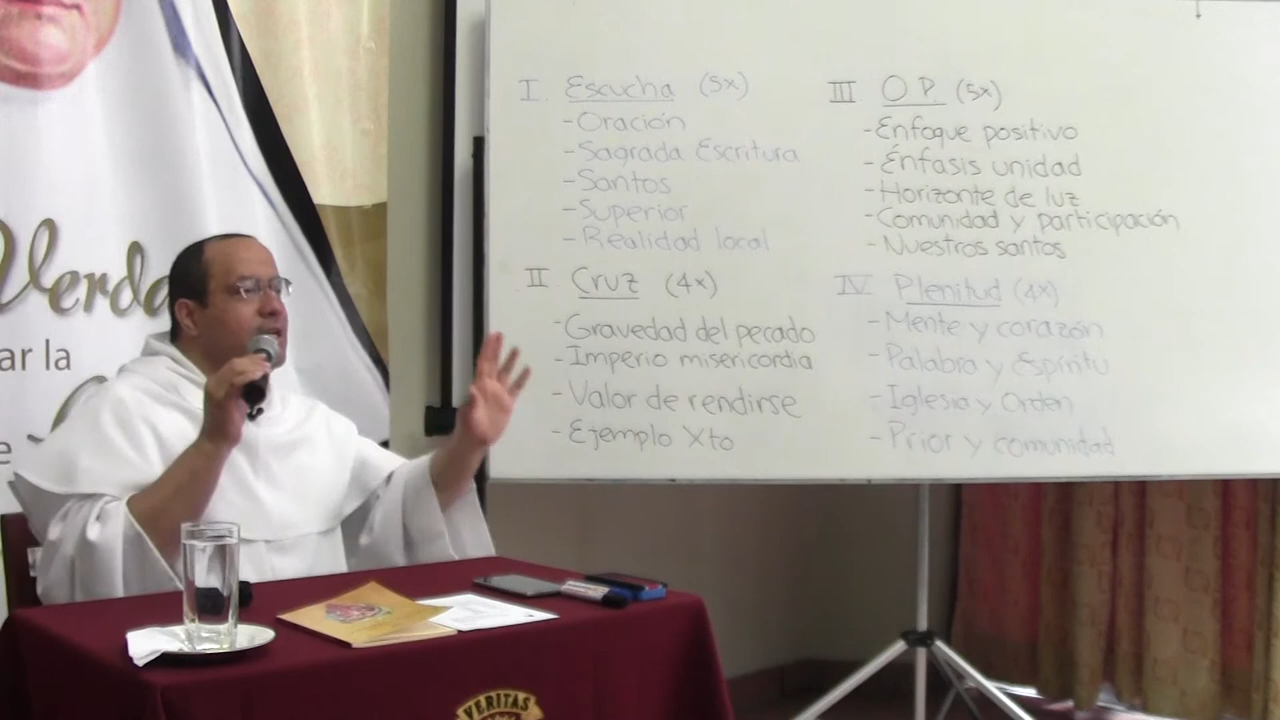 Verda
ar la
e
I. Escucha (5x)
- Oración
- Sagrada Escritura
- Santos
- Superior
- Realidad local
II Cruz (4x)
- Gravedad del pecado
- Imperio misericordia
- Valor de rendirse
- Ejemplo Xto
III O.P. (5x)
- Enfoque positivo
- Énfasis unidad
- Horizonte de luz
- Comunidad y participación
- Nuestros santos
IV Plenitud (4x)
- Mente y corazón
- Palabra y Espíritu
- Iglesia y Orden
- Prior y comunidad
VERITAS